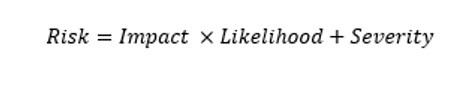 Risk = Impact × Likelihood + Severity